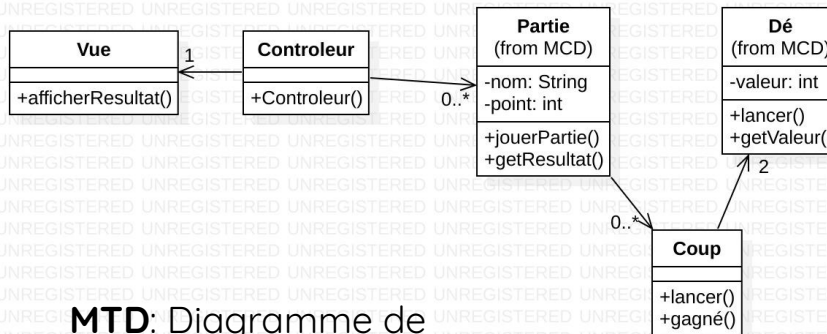 Vue
+afficherResultat()
1
Controleur
+Controleur()
0..*
Partie
(from MCD)
-nom: String
-point: int
+jouerPartie()
+getResultat()
0..*
Dé
(from MCD)
-valeur: int
+lancer()
+getValeur(
2
Coup
+lancer()
+gagné()
MTD: Diagramme de
UNREGISTERED